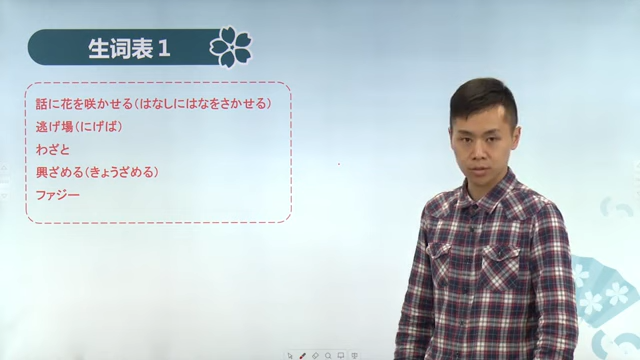 生词表１
話に花を咲かせる（はなしにはなをさかせる）
逃げ場（にげば）
わざと
興ざめる（きょうざめる）
ファジー